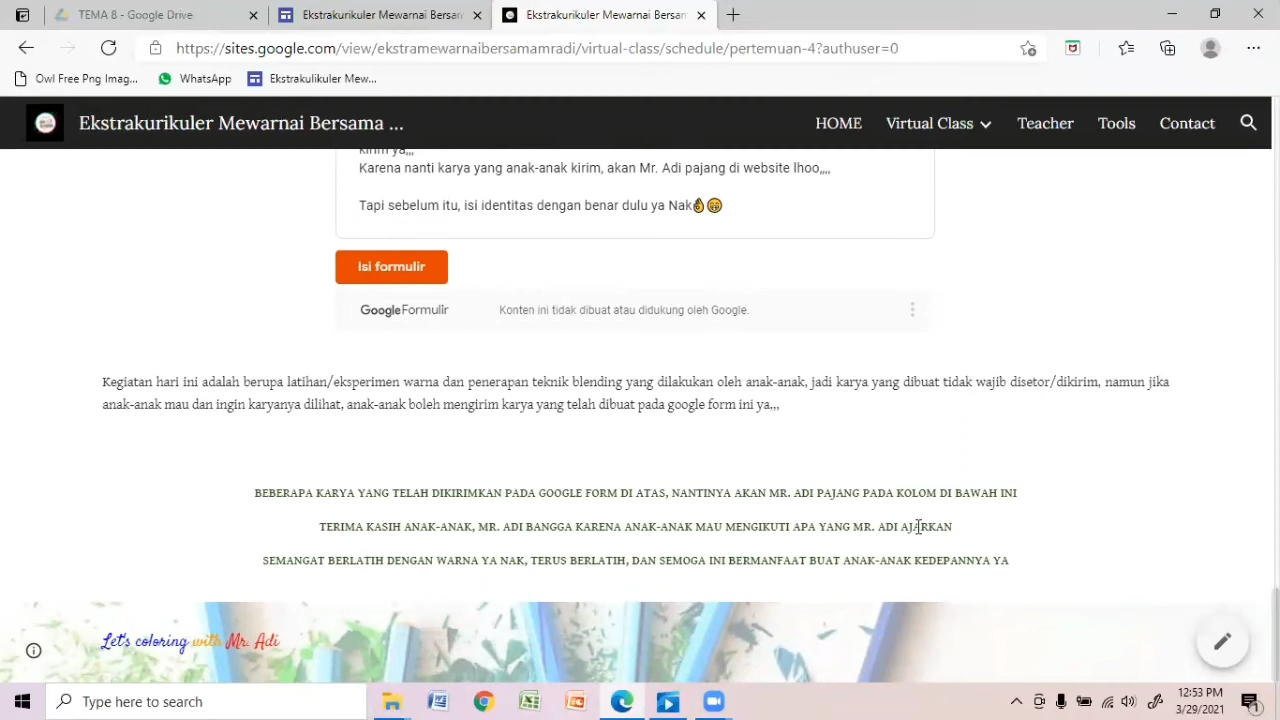 TEMA 8 - Google Drive
Ekstramewarnai Bersam
Ekstramewarnai Bersam
https://sites.google.com/view/ekstramewarnaibersamamradi/virtual-class/schedule/pertemuan-4?authuser=0
Owl Free Png Imag...
WhatsApp
Ekstrakulikuler Mew...
Ekstrakurikuler Mewarnai Bersama ...
HOME
Virtual Class
Teacher
Tools
Contact
kirim ya,,,
Karena nanti karya yang anak-anak kirim, akan Mr. Adi pajang di website lhoo,,,,
Tapi sebelum itu, isi identitas dengan benar dulu ya Nak👌😁
Isi formulir
Google Formulir
Konten ini tidak dibuat atau didukung oleh Google.
Kegiatan hari ini adalah berupa latihan/eksperimen warna dan penerapan teknik blending yang dilakukan oleh anak-anak, jadi karya yang dibuat tidak wajib disetor/dikirim, namun jika
anak-anak mau dan ingin karyanya dilihat, anak-anak boleh mengirim karya yang telah dibuat pada google form ini ya,,,
BEBERAPA KARYA YANG TELAH DIKIRIMKAN PADA GOOGLE FORM DI ATAS, NANTINYA AKAN MR. ADI PAJANG PADA KOLOM DI BAWAH INI
TERIMA KASIH ANAK-ANAK, MR. ADI BANGGA KARENA ANAK-ANAK MAU MENGIKUTI APA YANG MR. ADI AJARKAN
SEMANGAT BERLATIH DENGAN WARNA YA NAK, TERUS BERLATIH, DAN SEMOGA INI BERMANFAAT BUAT ANAK-ANAK KEDEPANNYA YA
Let's coloring with Mr. Adi
Type here to search
12:53 PM
3/29/2021